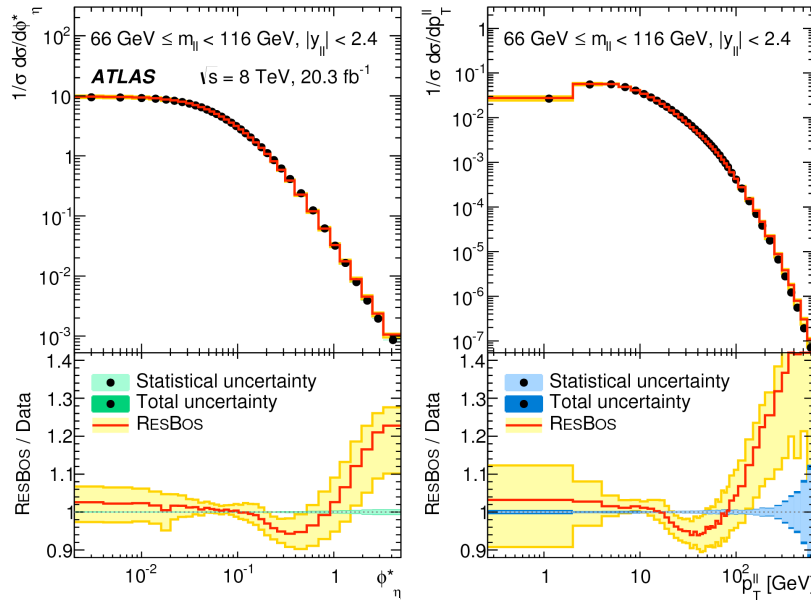 66 GeV ≤ m_ll < 116 GeV, |y_ll| < 2.4
ATLAS √s = 8 TeV, 20.3 fb⁻¹
1/σ dσ/dφ*_η
10²
10
1
10⁻¹
10⁻²
10⁻³
1.4
1.3
1.2
1.1
1
0.9
RESBOS / Data
Statistical uncertainty
Total uncertainty
RESBOS
10⁻² 10⁻¹ 1
φ*_η
66 GeV ≤ m_ll < 116 GeV, |y_ll| < 2.4
1/σ dσ/dp_T^ll
1
10⁻¹
10⁻²
10⁻³
10⁻⁴
10⁻⁵
10⁻⁶
10⁻⁷
1.4
1.3
1.2
1.1
1
0.9
RESBOS / Data
Statistical uncertainty
Total uncertainty
RESBOS
1 10 10²
p_T^ll [GeV]